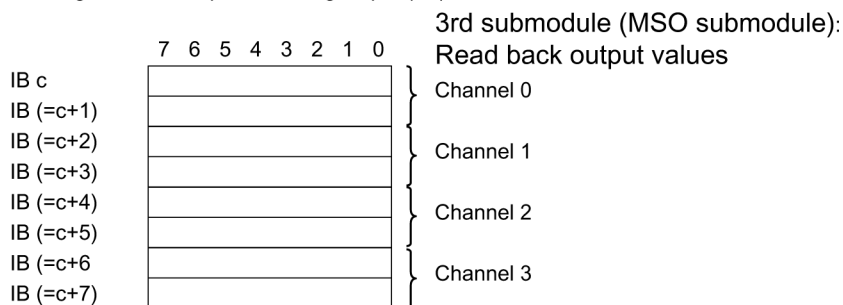 3rd submodule (MSO submodule):
Read back output values
7 6 5 4 3 2 1 0
IB c
Channel 0
IB (=c+1)
IB (=c+2)
Channel 1
IB (=c+3)
IB (=c+4)
Channel 2
IB (=c+5)
IB (=c+6
Channel 3
IB (=c+7)